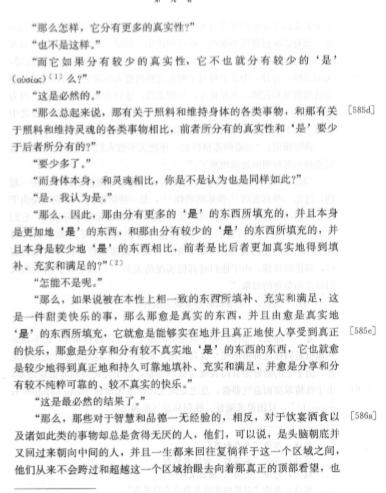 “那么怎样，它分有更多的真实性？”
“也不是这样。”
“而它如果分有较少的真实性，它不也就分有较少的‘是’
(οὐσίας)〔1〕么？”
“这是必然的。”
“那么总起来说，那有关于照料和维持身体的各类事物，和那有关 [585d]
于照料和维持灵魂的各类事物相比，前者所分有的真实性和‘是’要少
于后者所分有的？”
“要少多了。”
“而身体本身，和灵魂相比，你是不是认为也是同样如此？”
“是，我认为是。”
“那么，因此，那由分有更多的‘是’的东西所填充的，并且本身
是更加地‘是’的东西，和那由分有较少的‘是’的东西所填充的，并
且本身是较少地‘是’的东西相比，前者是比后者更加真实地得到填
补、充实和满足的？”〔2〕
“怎能不是呢。”
“那么，如果说被在本性上相一致的东西所填补、充实和满足，这
是一件甜美快乐的事，那么那愈是真实的东西，并且由愈是真实地
‘是’的东西所填充，它就愈是能够实在地并且真正地使人享受到真正 [585e]
的快乐，那愈是分享和分有较不真实地‘是’的东西的东西，它也就愈
是较少地得到真正地和持久可靠地填补、充实和满足，并愈是分享和分
有较不纯粹可靠的、较不真实的快乐。”
“这是最必然的结果了。”
“那么，那些对于智慧和品德一无经验的，相反，对于饮宴酒食以 [586a]
及诸如此类的事物却总是贪得无厌的人，他们，可以说，是头脑朝底并
又回过来朝向中间的人，并且一生都来回往复徜徉于这一个区域之间，
他们从来不会跨过和超越这一个区域抬眼向着那真正的顶部看望，也